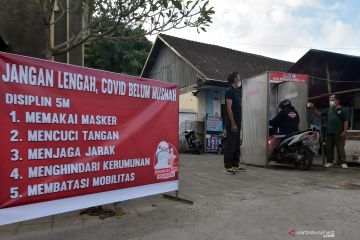 JANGAN LENGAH, COVID BELUM MUSNAH
DISIPLIN 5M
1. MEMAKAI MASKER
2. MENCUCI TANGAN
3. MENJAGA JARAK
4. MENGHINDARI KERUMUNAN
5. MEMBATASI MOBILITAS
ANTARANEWS.COM